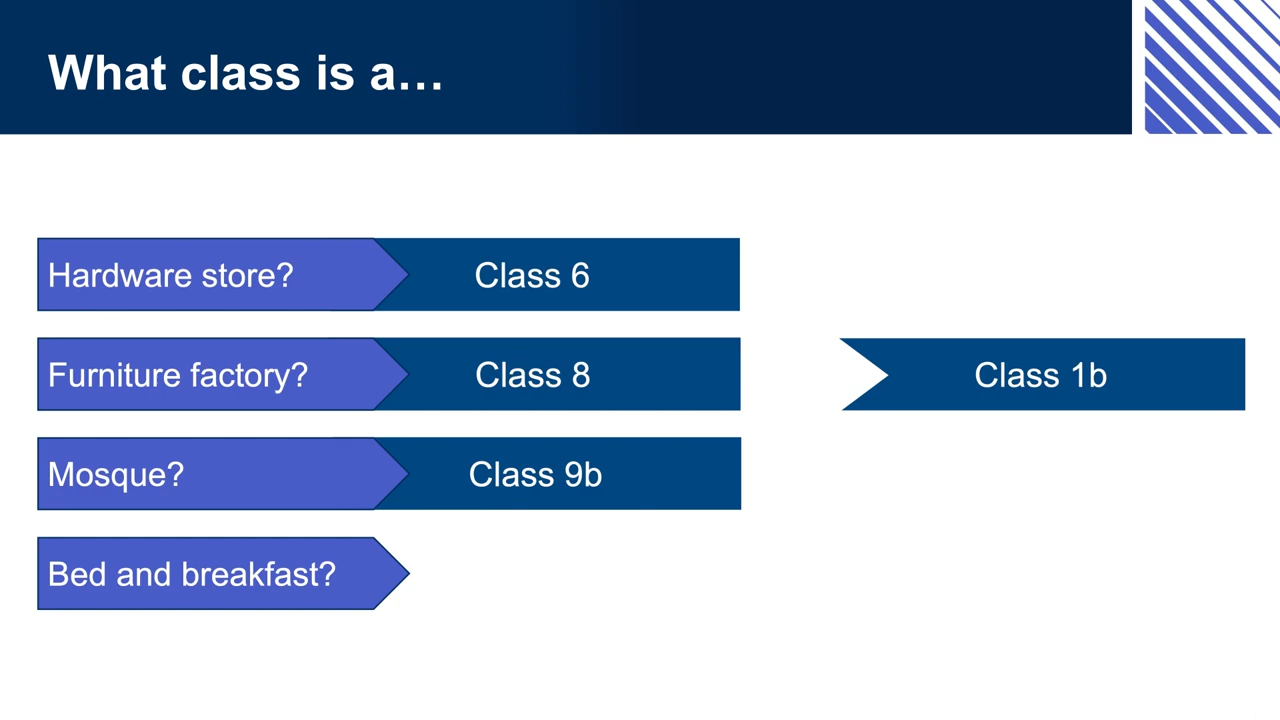 What class is a…
Hardware store?
Class 6
Furniture factory?
Class 8
Class 1b
Mosque?
Class 9b
Bed and breakfast?